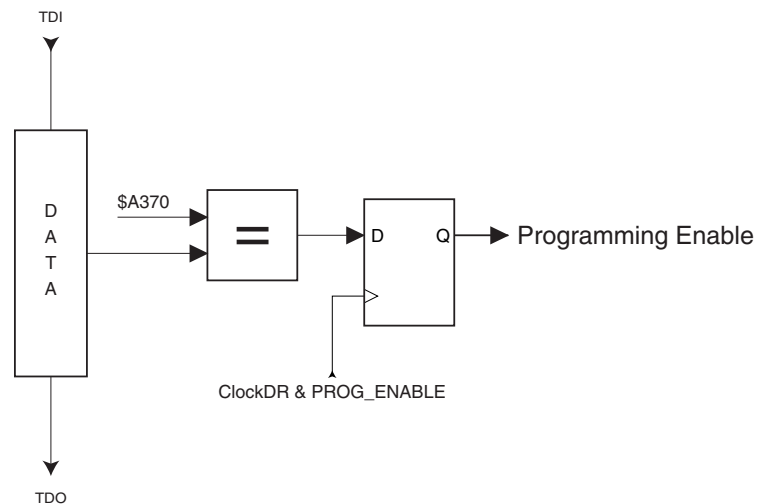 TDI
D
A
T
A
$A370
=
D
Q
Programming Enable
ClockDR & PROG_ENABLE
TDO